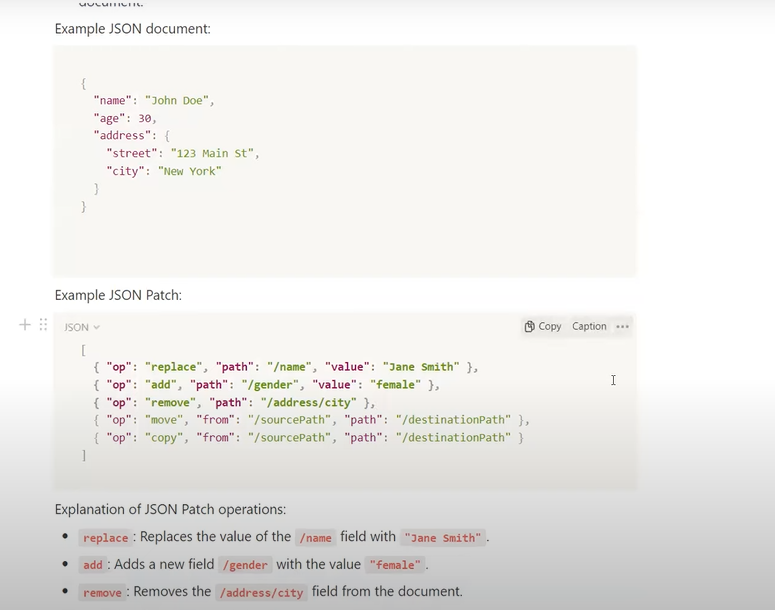 document.
Example JSON document:
{
"name": "John Doe",
"age": 30,
"address": {
"street": "123 Main St",
"city": "New York"
}
}
Example JSON Patch:
JSON
Copy Caption
[
{ "op": "replace", "path": "/name", "value": "Jane Smith" },
{ "op": "add", "path": "/gender", "value": "female" },
{ "op": "remove", "path": "/address/city" },
{ "op": "move", "from": "/sourcePath", "path": "/destinationPath" },
{ "op": "copy", "from": "/sourcePath", "path": "/destinationPath" }
]
Explanation of JSON Patch operations:
• replace : Replaces the value of the /name field with "Jane Smith" .
• add : Adds a new field /gender with the value "female" .
• remove : Removes the /address/city field from the document.